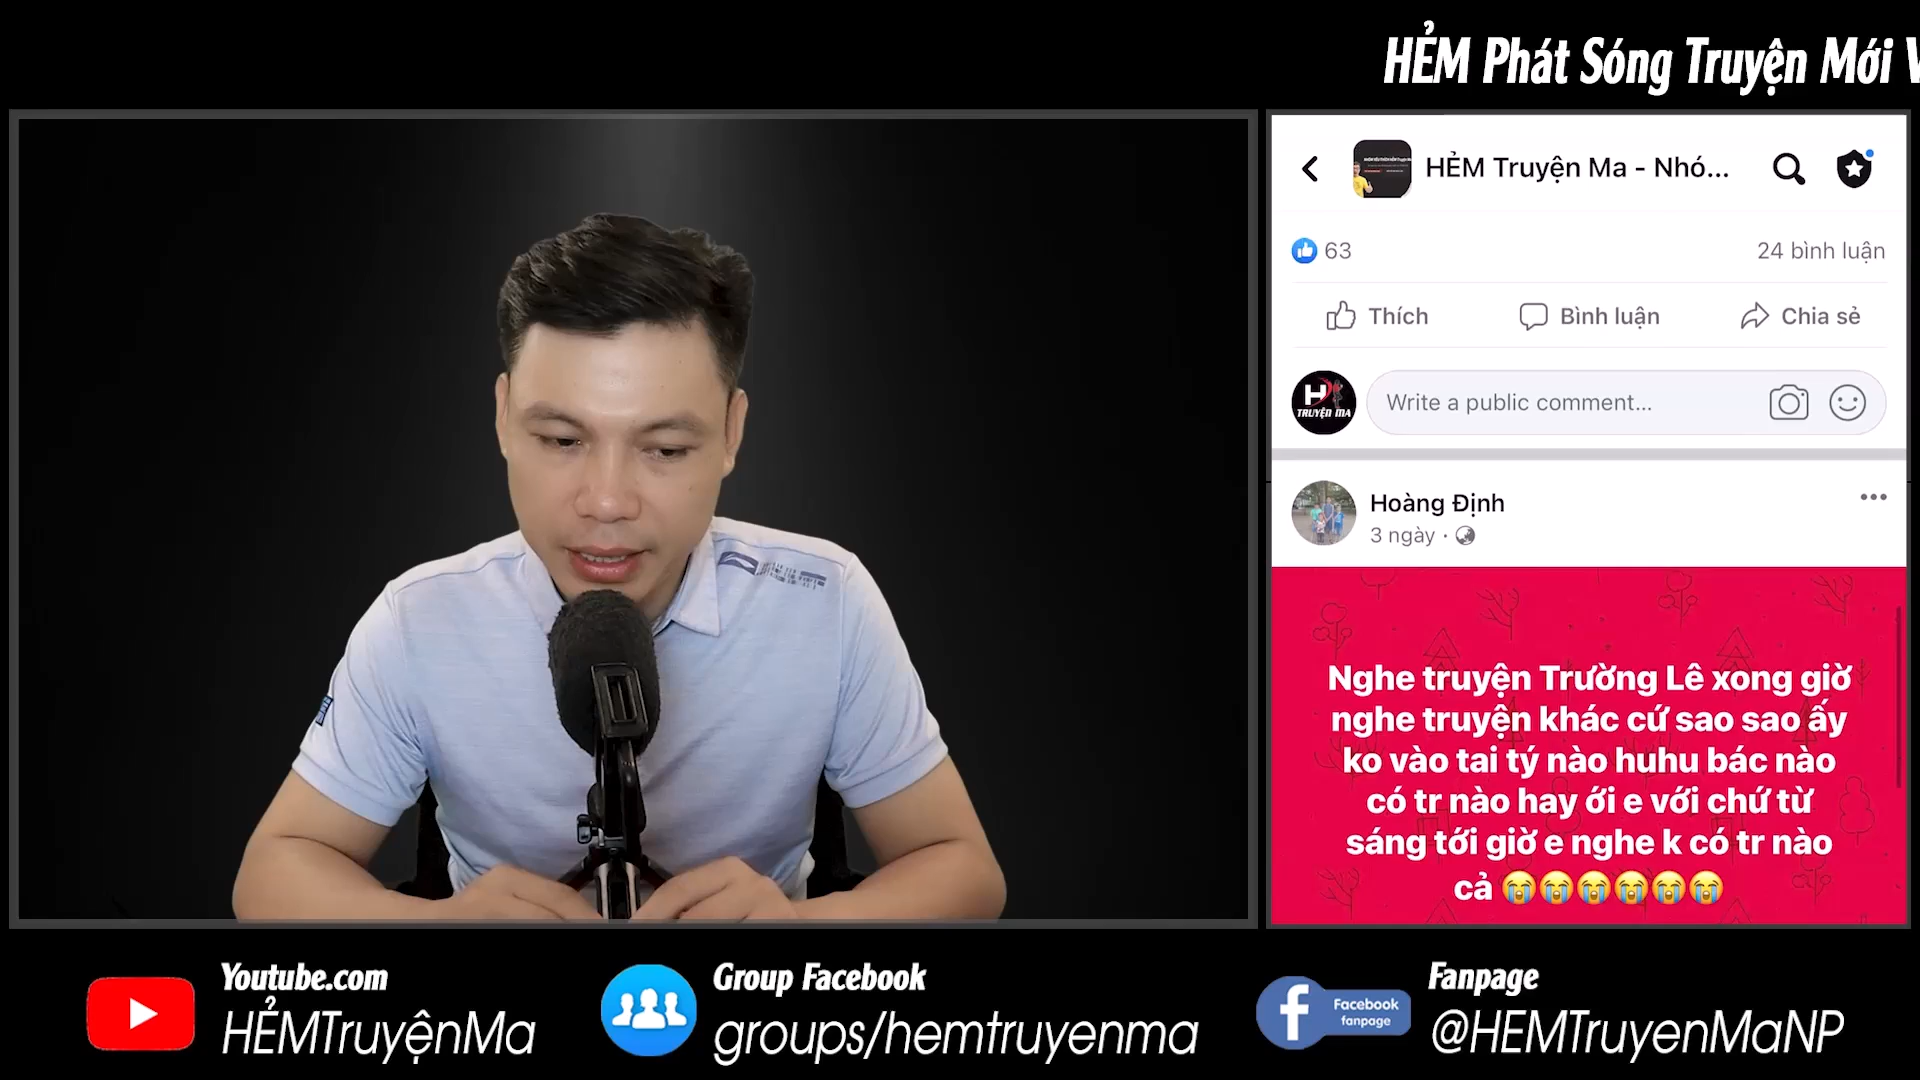 HẺM Phát Sóng Truyện Mới V
HẺM Truyện Ma - Nhó...
63
24 bình luận
Thích
Bình luận
Chia sẻ
H
TRUYỆN MA
Write a public comment...
Hoàng Định
3 ngày ·
Nghe truyện Trường Lê xong giờ
nghe truyện khác cứ sao sao ấy
ko vào tai tý nào huhu bác nào
có tr nào hay ới e với chứ từ
sáng tới giờ e nghe k có tr nào
cả 😭😭😭😭😭😭
Youtube.com
HẺMTruyệnMa
Group Facebook
groups/hemtruyenma
Facebook
fanpage
Fanpage
@HEMTruyenMaNP